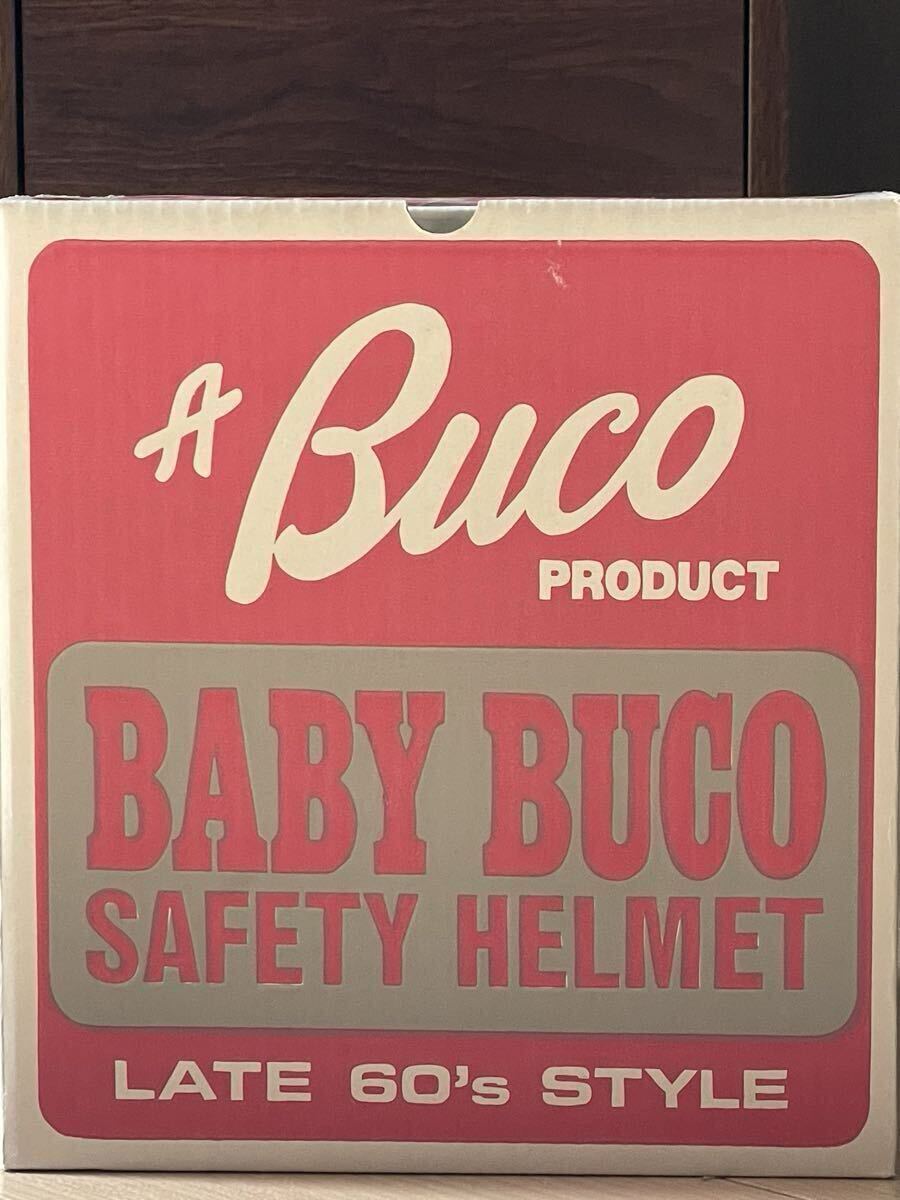 A Buco
PRODUCT
BABY BUCO
SAFETY HELMET
LATE 60's STYLE